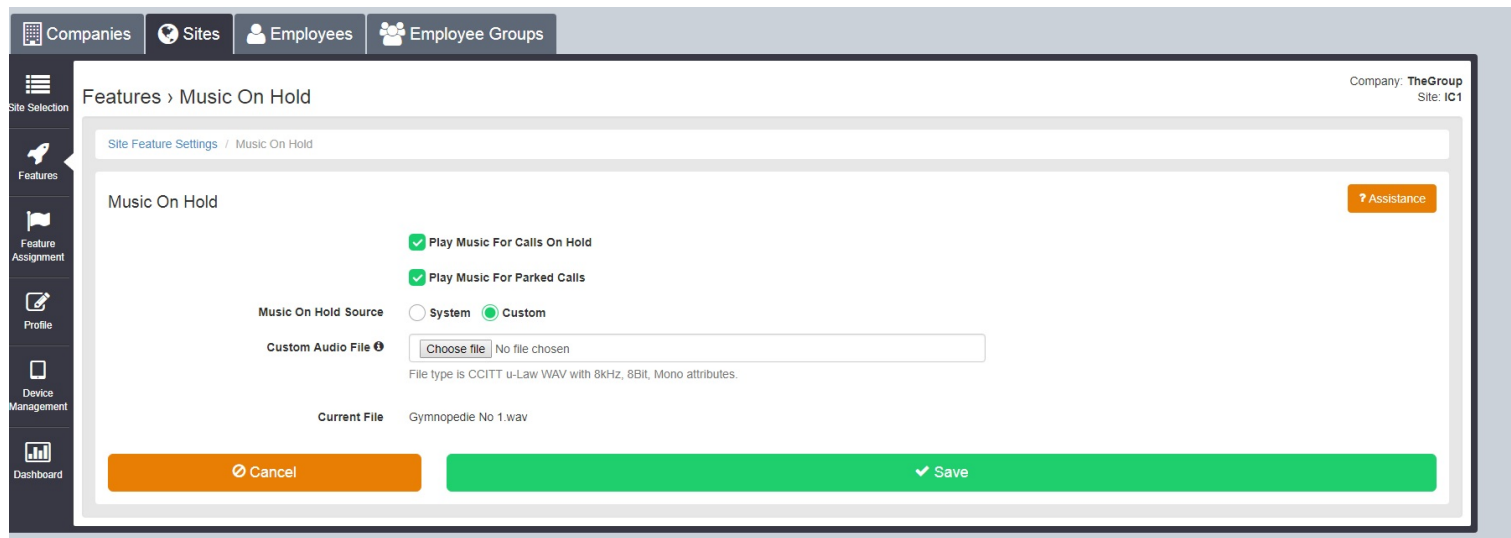 Companies
Sites
Employees
Employee Groups
Site Selection
Features
Feature
Assignment
Profile
Device
Management
Dashboard
Features › Music On Hold
Company: TheGroup
Site: IC1
Site Feature Settings / Music On Hold
Music On Hold
? Assistance
Play Music For Calls On Hold
Play Music For Parked Calls
Music On Hold Source System Custom
Custom Audio File Choose file No file chosen
File type is CCITT u-Law WAV with 8kHz, 8Bit, Mono attributes.
Current File Gymnopedie No 1.wav
Cancel
Save